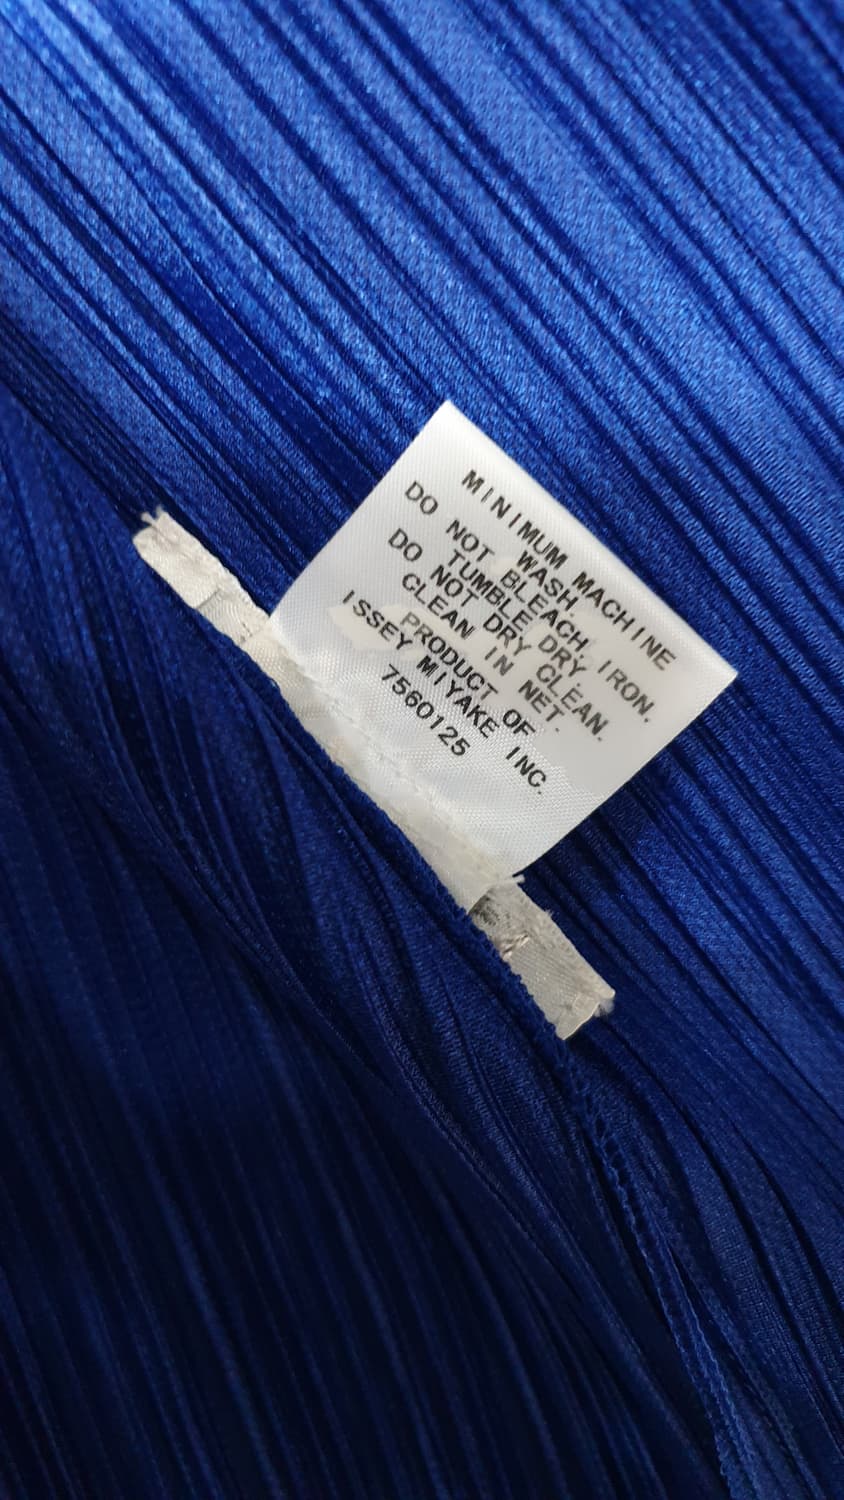 MINIMUM MACHINE
WASH.
DO NOT BLEACH, IRON.
TUMBLE DRY
DO NOT DRY CLEAN.
CLEAN IN NET.
PRODUCT OF
ISSEY MIYAKE INC.
7560125